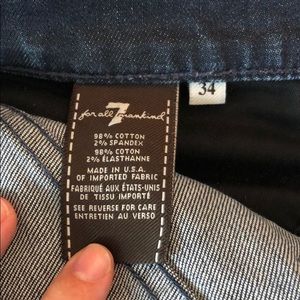 34
7
for all mankind
98% COTTON
2% SPANDEX
98% COTON
2% ÉLASTHANNE
MADE IN U.S.A.
OF IMPORTED FABRIC
FABRIQUÉ AUX ÉTATS-UNIS
DE TISSU IMPORTÉ
SEE REVERSE FOR CARE
ENTRETIEN AU VERSO